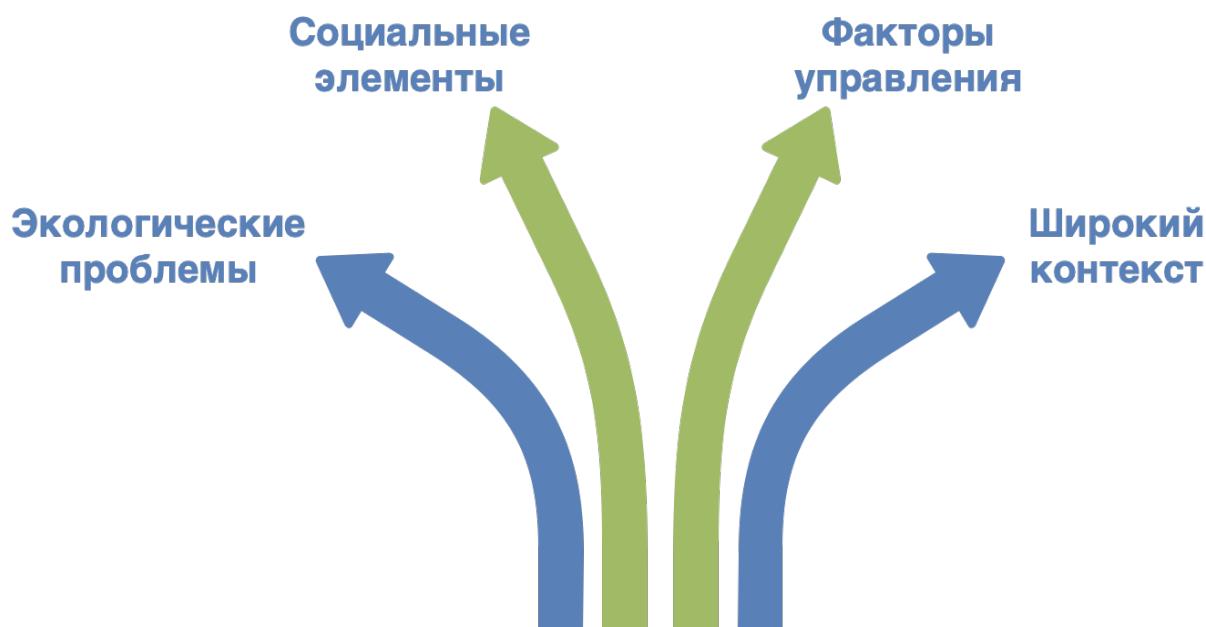 Социальные
элементы
Факторы
управления
Экологические
проблемы
Широкий
контекст